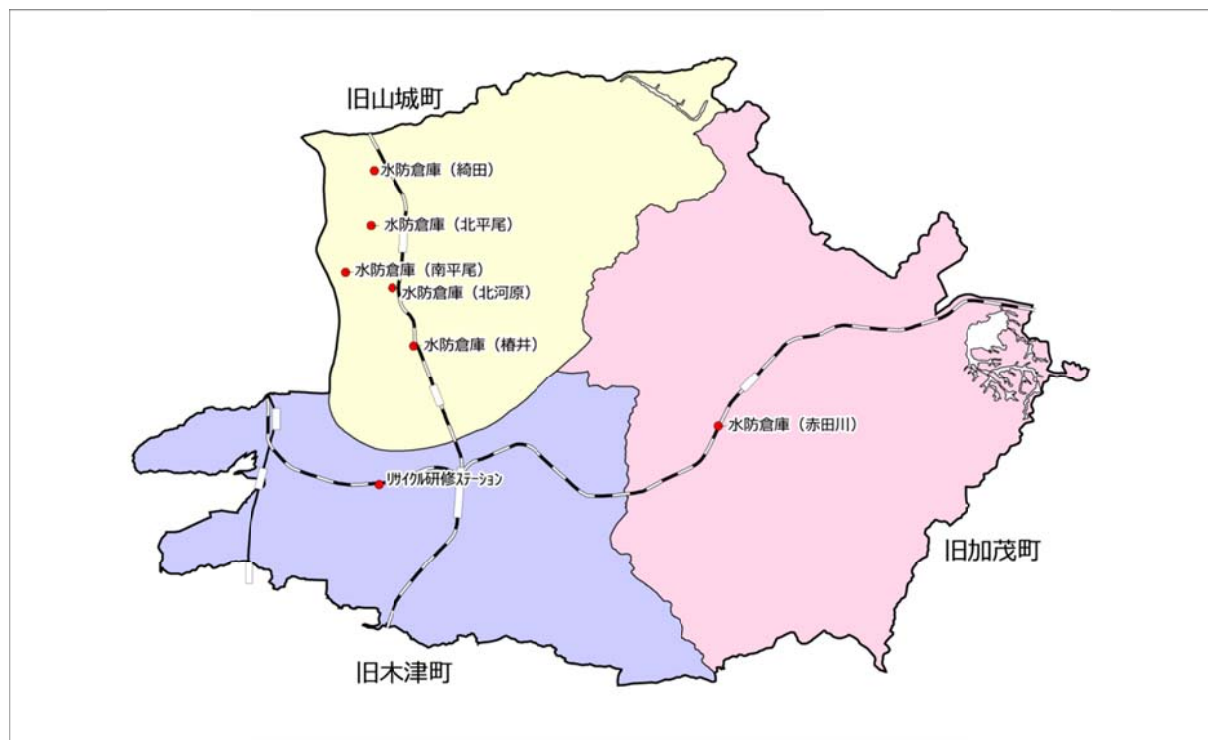 旧山城町
水防倉庫（綺田）
水防倉庫（北平尾）
水防倉庫（南平尾）
水防倉庫（北河原）
水防倉庫（椿井）
水防倉庫（赤田川）
ﾘｻｲｸﾙ研修ｽﾃｰｼｮﾝ
旧加茂町
旧木津町